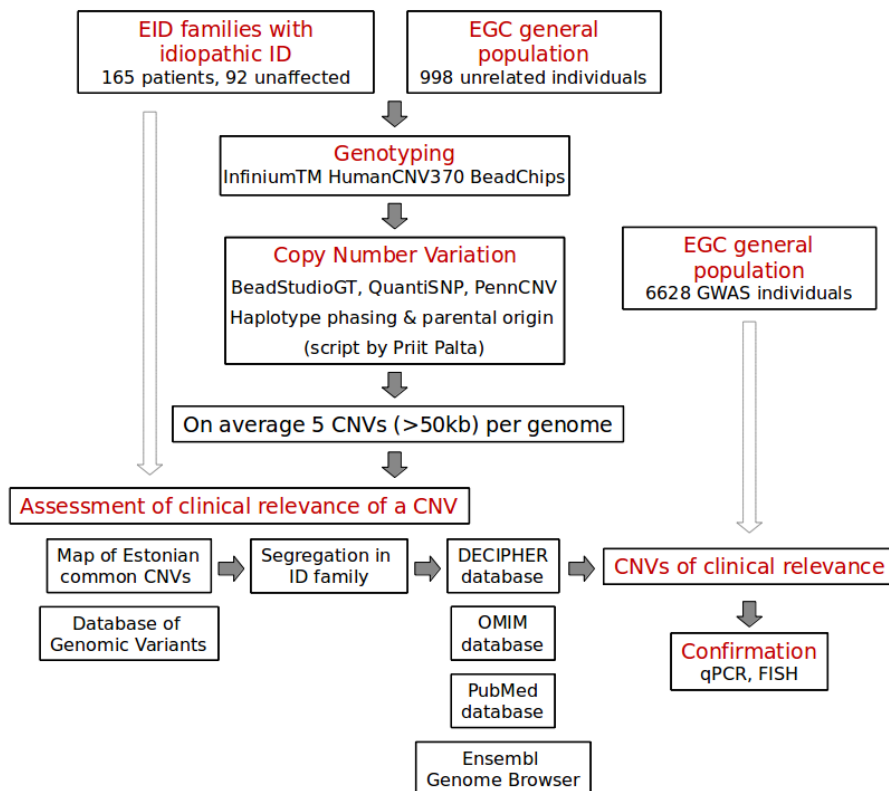 EID families with
idiopathic ID
165 patients, 92 unaffected
EGC general
population
998 unrelated individuals
Genotyping
InfiniumTM HumanCNV370 BeadChips
Copy Number Variation
BeadStudioGT, QuantiSNP, PennCNV
Haplotype phasing & parental origin
(script by Priit Palta)
EGC general
population
6628 GWAS individuals
On average 5 CNVs (>50kb) per genome
Assessment of clinical relevance of a CNV
Map of Estonian
common CNVs
Segregation in
ID family
DECIPHER
database
CNVs of clinical relevance
Database of
Genomic Variants
OMIM
database
Confirmation
qPCR, FISH
PubMed
database
Ensembl
Genome Browser